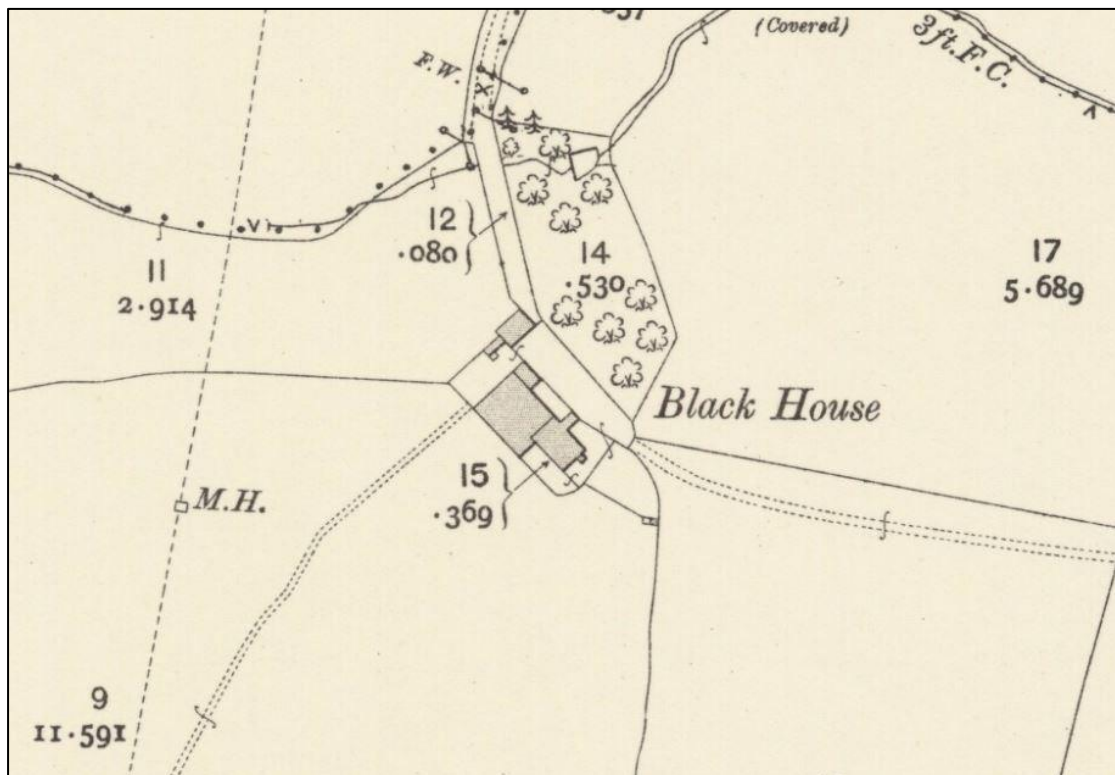 (Covered)
3ft. F.C.
F.W.
12
·080
14
·530
11
2·914
17
5·689
Black House
15
·369
M.H.
9
11·591